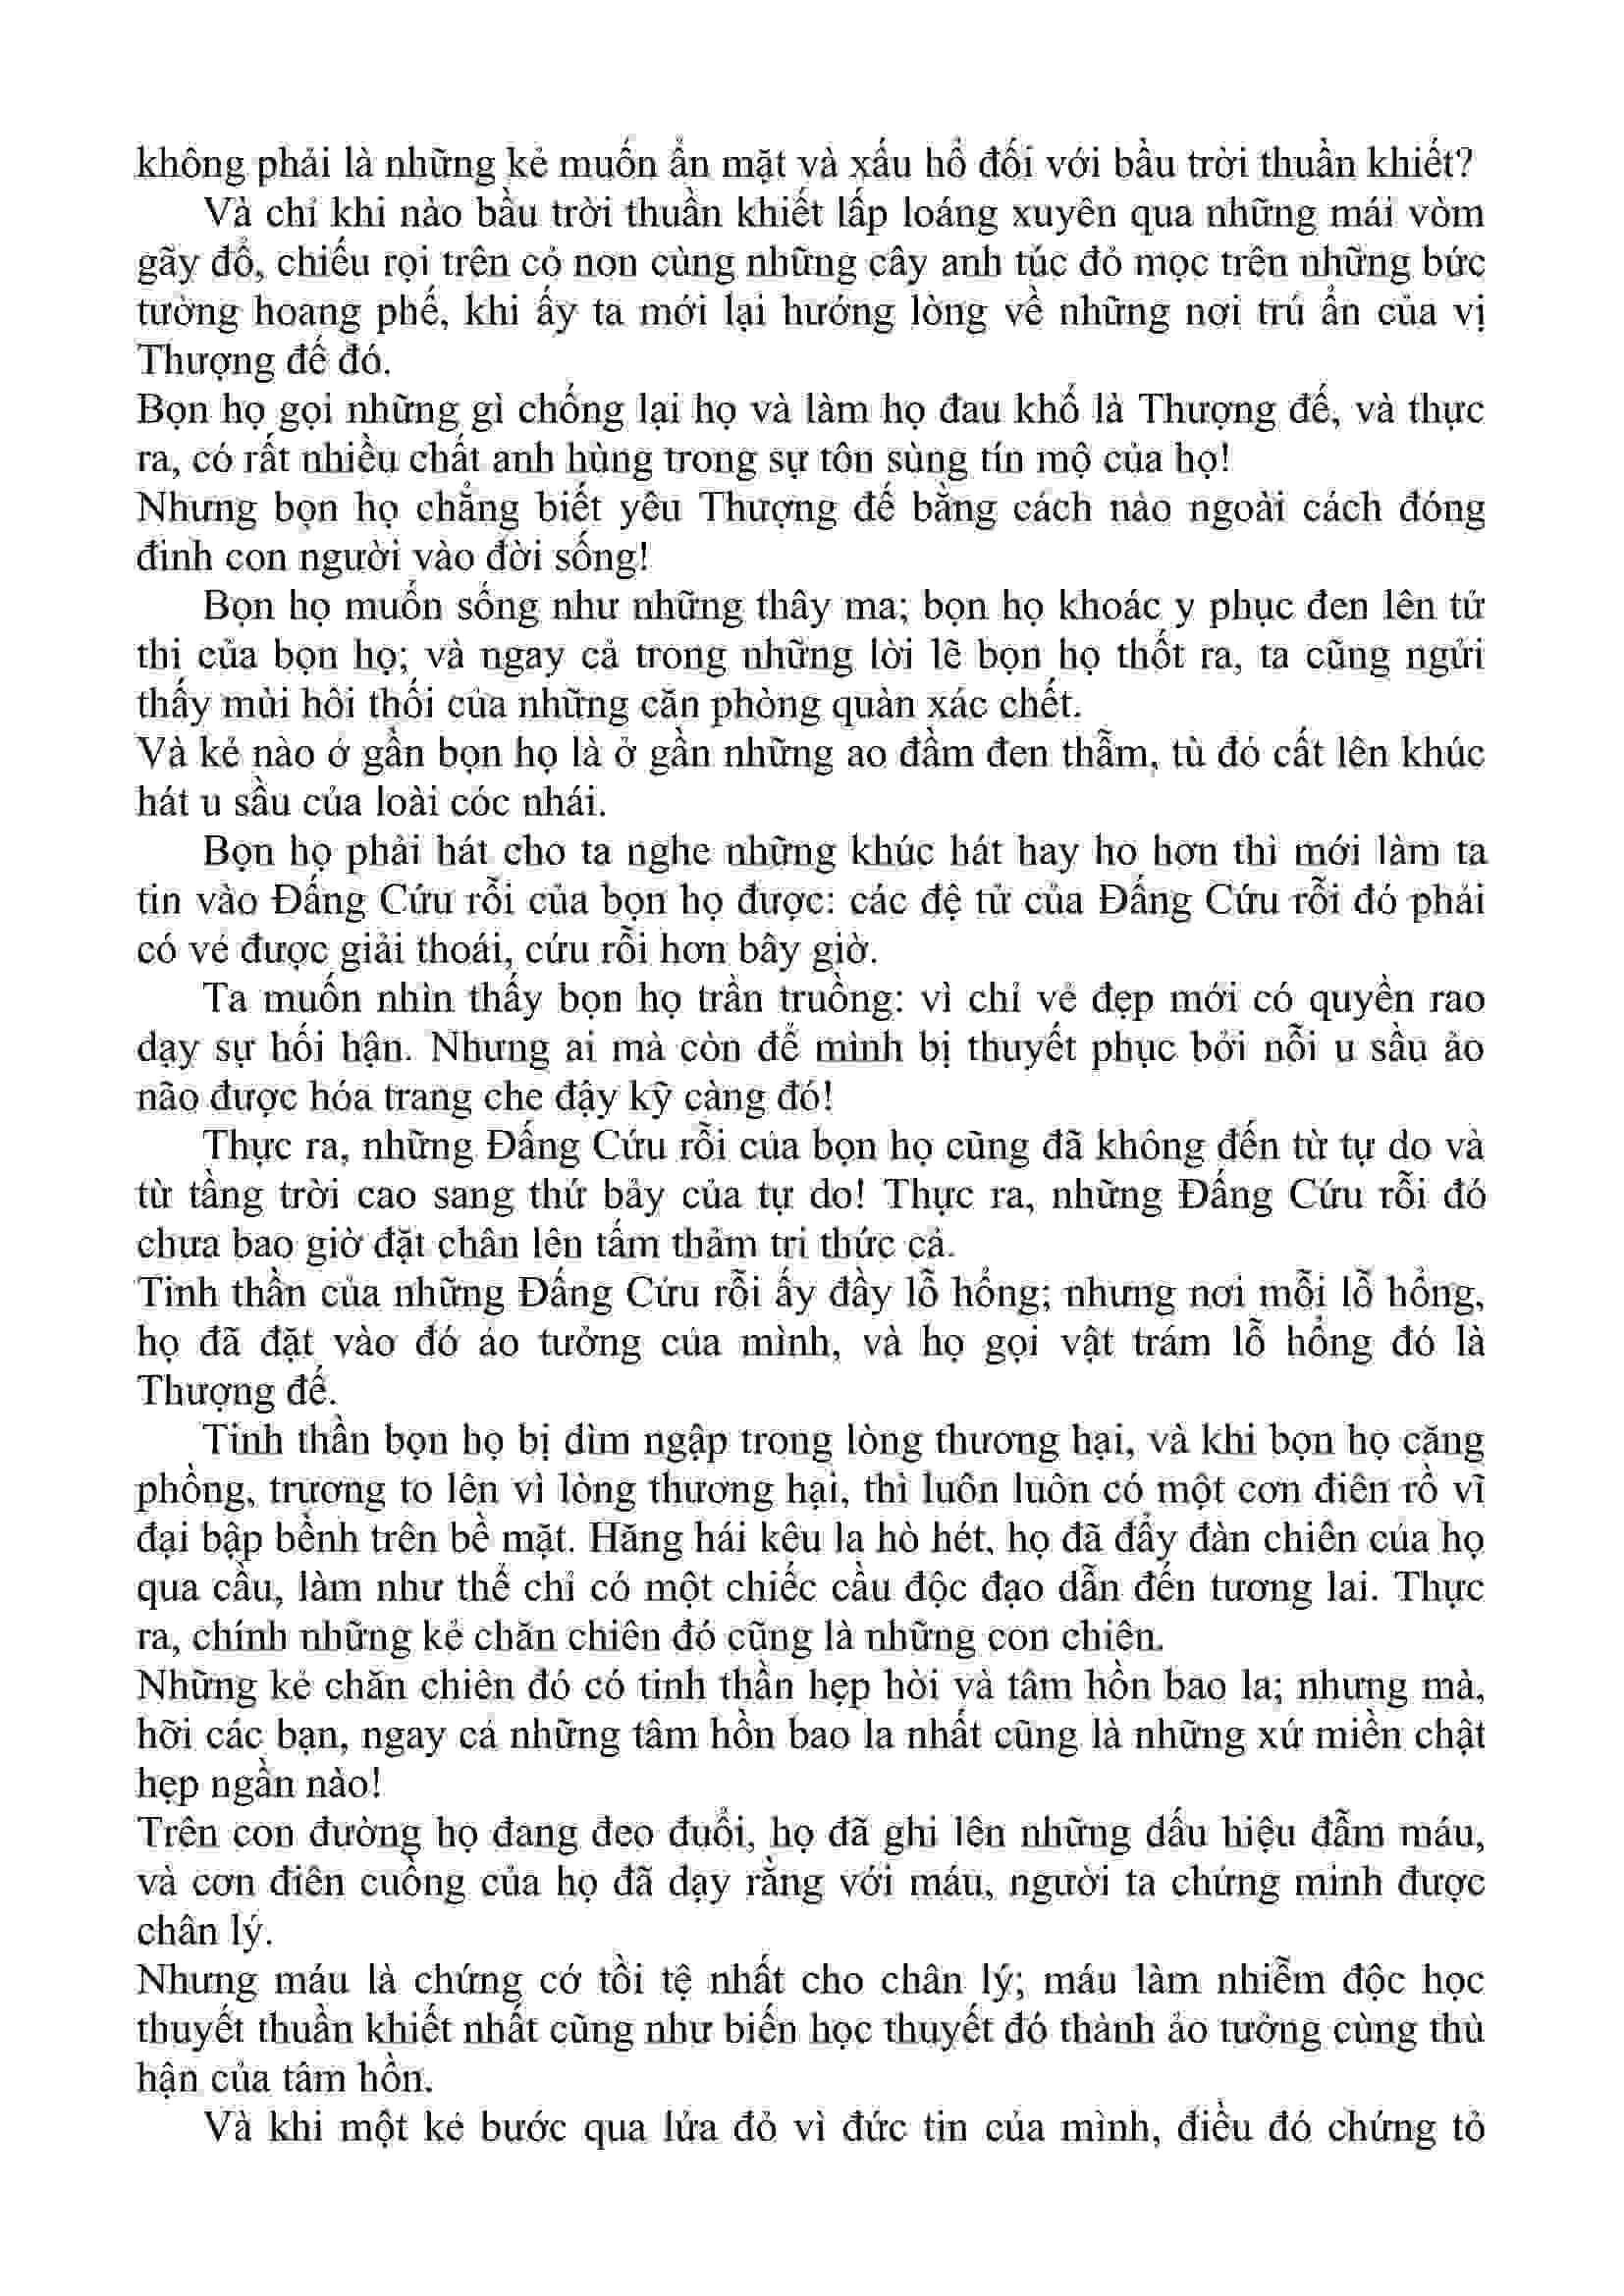 không phải là những kẻ muốn ẩn mặt và xấu hổ đối với bầu trời thuần khiết?
Và chỉ khi nào bầu trời thuần khiết lấp loáng xuyên qua những mái vòm
gãy đổ, chiếu rọi trên cỏ non cùng những cây anh túc đỏ mọc trên những bức
tường hoang phế, khi ấy ta mới lại hướng lòng về những nơi trú ẩn của vị
Thượng đế đó.
Bọn họ gọi những gì chống lại họ và làm họ đau khổ là Thượng đế, và thực
ra, có rất nhiều chất anh hùng trong sự tôn sùng tín mộ của họ!
Nhưng bọn họ chẳng biết yêu Thượng đế bằng cách nào ngoài cách đóng
đinh con người vào đời sống!
Bọn họ muốn sống như những thây ma; bọn họ khoác y phục đen lên tử
thi của bọn họ; và ngay cả trong những lời lẽ bọn họ thốt ra, ta cũng ngửi
thấy mùi hôi thối của những căn phòng quàn xác chết.
Và kẻ nào ở gần bọn họ là ở gần những ao đầm đen thẫm, từ đó cất lên khúc
hát u sầu của loài cóc nhái.
Bọn họ phải hát cho ta nghe những khúc hát hay ho hơn thì mới làm ta
tin vào Đấng Cứu rỗi của bọn họ được: các đệ tử của Đấng Cứu rỗi đó phải
có vẻ được giải thoát, cứu rỗi hơn bây giờ.
Ta muốn nhìn thấy bọn họ trần truồng: vì chỉ vẻ đẹp mới có quyền rao
dạy sự hối hận. Nhưng ai mà còn để mình bị thuyết phục bởi nỗi u sầu ảo
não được hóa trang che đậy kỹ càng đó!
Thực ra, những Đấng Cứu rỗi của bọn họ cũng đã không đến từ tự do và
từ tầng trời cao sang thứ bảy của tự do! Thực ra, những Đấng Cứu rỗi đó
chưa bao giờ đặt chân lên tấm thảm tri thức cả.
Tinh thần của những Đấng Cứu rỗi ấy đầy lỗ hổng; nhưng nơi mỗi lỗ hổng,
họ đã đặt vào đó ảo tưởng của mình, và họ gọi vật trám lỗ hổng đó là
Thượng đế.
Tinh thần bọn họ bị dìm ngập trong lòng thương hại, và khi bọn họ căng
phồng, trương to lên vì lòng thương hại, thì luôn luôn có một cơn điên rồ vĩ
đại bập bềnh trên bề mặt. Hăng hái kêu la hò hét, họ đã đẩy đàn chiên của họ
qua cầu, làm như thể chỉ có một chiếc cầu độc đạo dẫn đến tương lai. Thực
ra, chính những kẻ chăn chiên đó cũng là những con chiên.
Những kẻ chăn chiên đó có tinh thần hẹp hòi và tâm hồn bao la; nhưng mà,
hỡi các bạn, ngay cả những tâm hồn bao la nhất cũng là những xứ miền chật
hẹp ngần nào!
Trên con đường họ đang đeo đuổi, họ đã ghi lên những dấu hiệu đẫm máu,
và cơn điên cuồng của họ đã dạy rằng với máu, người ta chứng minh được
chân lý.
Nhưng máu là chứng cớ tồi tệ nhất cho chân lý; máu làm nhiễm độc học
thuyết thuần khiết nhất cũng như biến học thuyết đó thành ảo tưởng cùng thù
hận của tâm hồn.
Và khi một kẻ bước qua lửa đỏ vì đức tin của mình, điều đó chứng tỏ